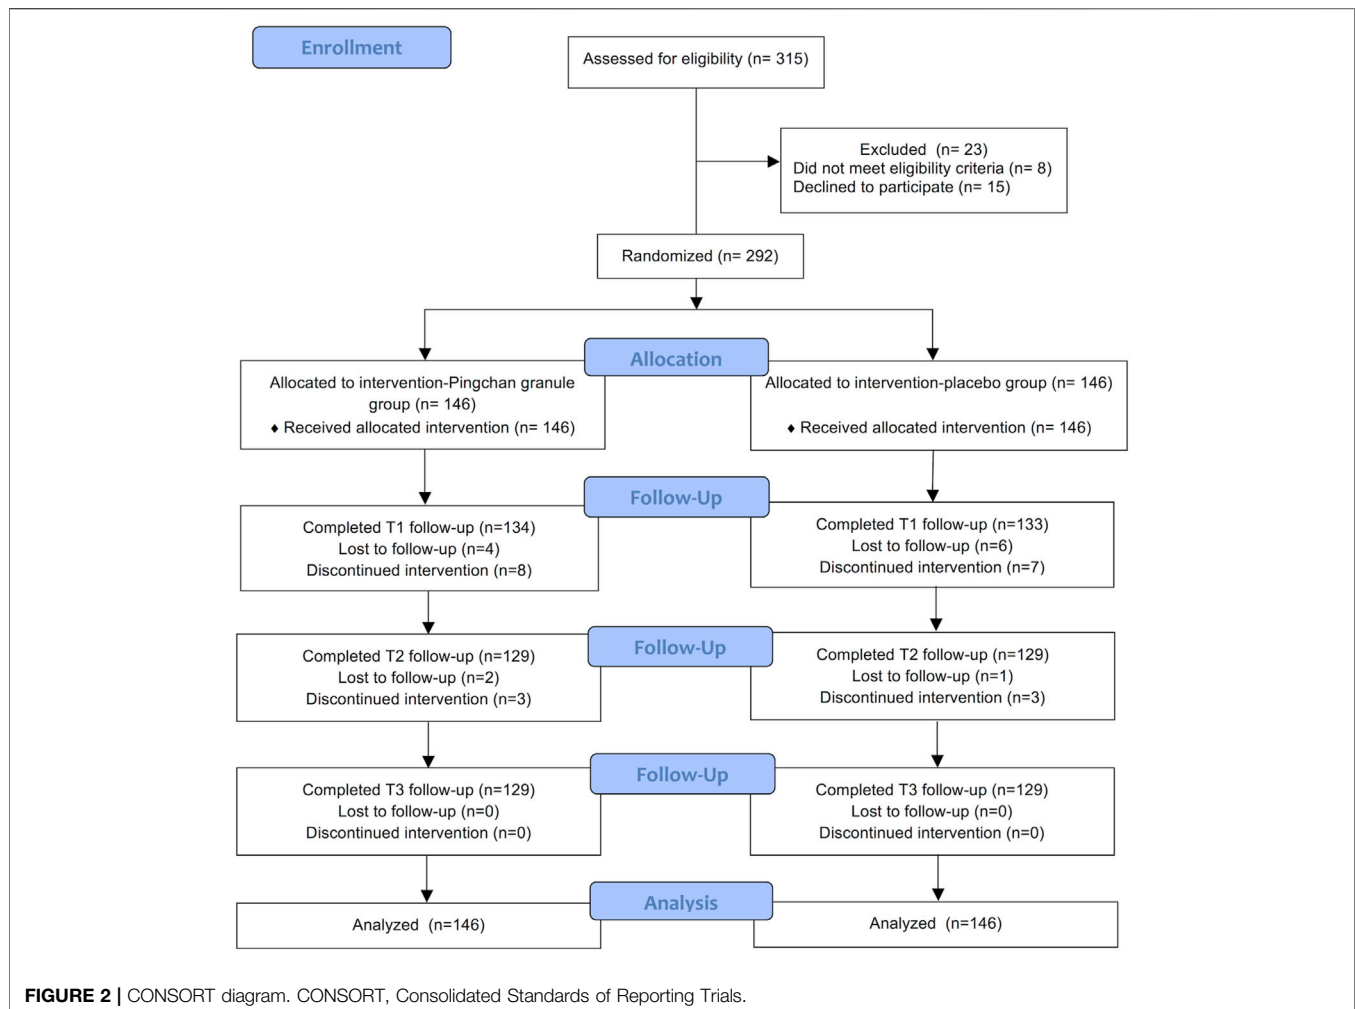 Enrollment
Assessed for eligibility (n= 315)
Excluded (n= 23)
Did not meet eligibility criteria (n= 8)
Declined to participate (n= 15)
Randomized (n= 292)
Allocation
Allocated to intervention-Pingchan granule
group (n= 146)
♦ Received allocated intervention (n= 146)
Allocated to intervention-placebo group (n= 146)
♦ Received allocated intervention (n= 146)
Follow-Up
Completed T1 follow-up (n=134)
Lost to follow-up (n=4)
Discontinued intervention (n=8)
Completed T1 follow-up (n=133)
Lost to follow-up (n=6)
Discontinued intervention (n=7)
Follow-Up
Completed T2 follow-up (n=129)
Lost to follow-up (n=2)
Discontinued intervention (n=3)
Completed T2 follow-up (n=129)
Lost to follow-up (n=1)
Discontinued intervention (n=3)
Follow-Up
Completed T3 follow-up (n=129)
Lost to follow-up (n=0)
Discontinued intervention (n=0)
Completed T3 follow-up (n=129)
Lost to follow-up (n=0)
Discontinued intervention (n=0)
Analysis
Analyzed (n=146)
Analyzed (n=146)
FIGURE 2 | CONSORT diagram. CONSORT, Consolidated Standards of Reporting Trials.